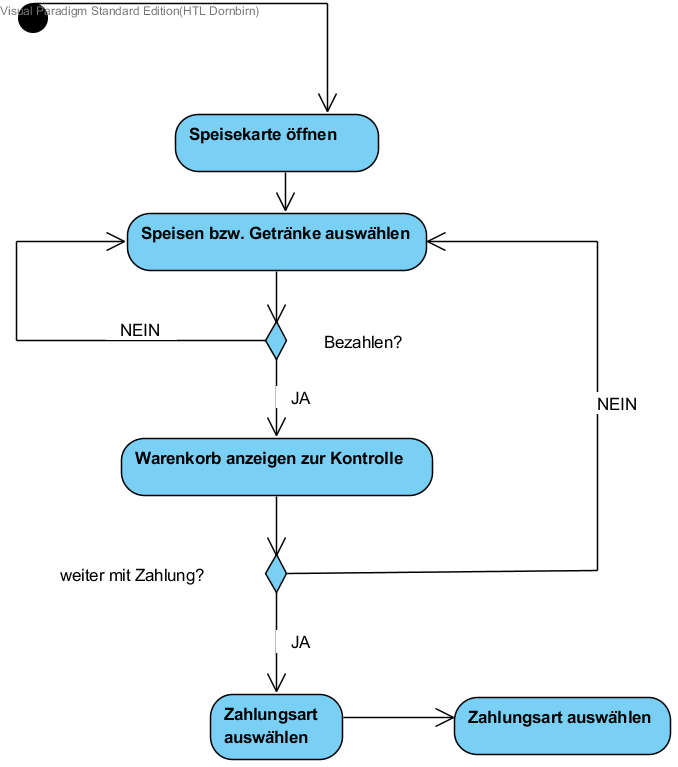 Visual Paradigm Standard Edition(HTL Dornbirn)
Speisekarte öffnen
Speisen bzw. Getränke auswählen
NEIN
Bezahlen?
JA
NEIN
Warenkorb anzeigen zur Kontrolle
weiter mit Zahlung?
JA
Zahlungsart
auswählen
Zahlungsart auswählen